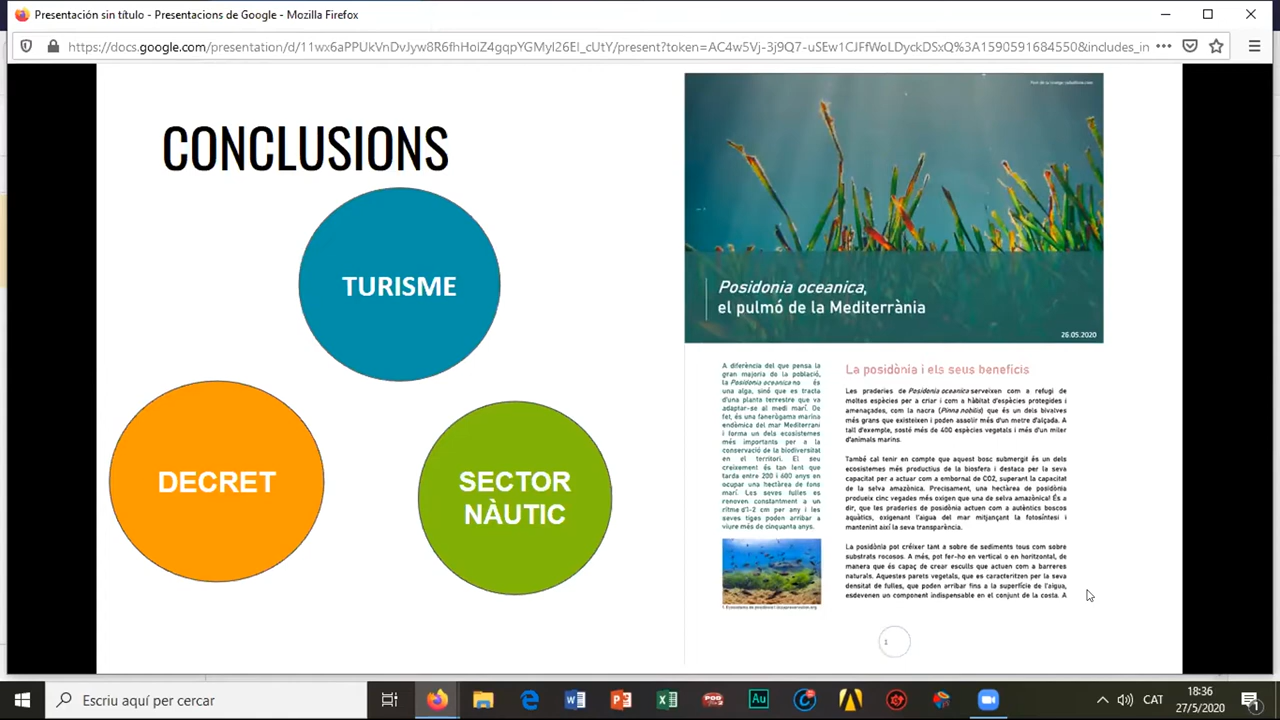 Presentación sin título - Presentacions de Google - Mozilla Firefox
https://docs.google.com/presentation/d/11wx6aPPUkVnDvJyw8R6fhHolZ4gqpYGMyl26El_cUtY/present?token=AC4w5Vj-3j9Q7-uSEw1CJFfWoLDyckDSxQ%3A1590591684550&includes_in
CONCLUSIONS
TURISME
DECRET
SECTOR
NÀUTIC
Posidonia oceanica,
el pulmó de la Mediterrània
26.05.2020
A diferència del que pensa la
gran majoria de la població,
la Posidonia oceanica no és
una alga, sinó que es tracta
d'una planta terrestre que va
adaptar-se al medi marí. De
fet, és una fanerògama marina
endèmica del mar Mediterrani
i forma un dels ecosistemes
més importants per a la
conservació de la biodiversitat
en el territori. El seu
creixement és tan lent que
tarda entre 200 i 600 anys en
ocupar una hectàrea de fons
marí. Les seves fulles es
renoven constantment a un
ritme d'1-2 cm per any i les
seves tiges poden arribar a
viure més de cinquanta anys.
La posidònia i els seus beneficis
Les praderies de Posidonia oceanica serveixen com a refugi de
moltes espècies per a criar i com a hàbitat d'espècies protegides i
amenaçades, com la nacra (Pinna nobilis) que és un dels bivalves
més grans que existeixen i poden assolir més d'un metre d'alçada. A
tall d'exemple, sosté més de 400 espècies vegetals i més d'un miler
d'animals marins.
També cal tenir en compte que aquest bosc submergit és un dels
ecosistemes més productius de la biosfera i destaca per la seva
capacitat per a actuar com a embornal de CO2, superant la capacitat
de la selva amazònica. Precisament, una hectàrea de posidònia
produeix cinc vegades més oxigen que una de selva amazònica! És a
dir, que les praderies de posidònia actuen com a autèntics boscos
aquàtics, oxigenant l'aigua del mar mitjançant la fotosíntesi i
mantenint així la seva transparència.
La posidònia pot créixer tant a sobre de sediments tous com sobre
substrats rocosos. A més, pot fer-ho en vertical o en horitzontal, de
manera que és capaç de crear esculls que actuen com a barreres
naturals. Aquestes parets vegetals, que es caracteritzen per la seva
densitat de fulles, que poden arribar fins a la superfície de l'aigua,
esdevenen un component indispensable en el conjunt de la costa. A
1
Escriu aquí per cercar
CAT
18:36
27/5/2020